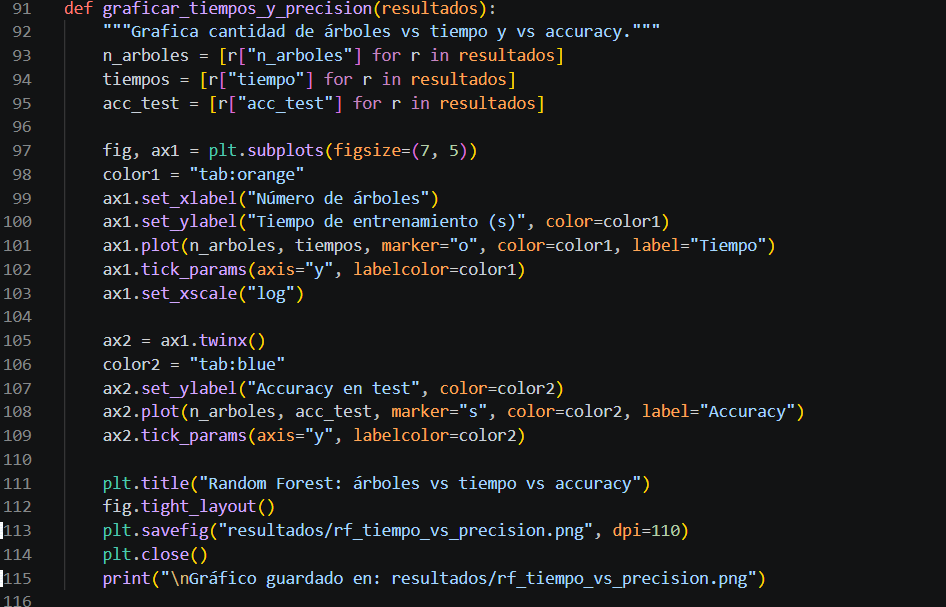 91 def graficar_tiempos_y_precision(resultados):
92 """Grafica cantidad de árboles vs tiempo y vs accuracy."""
93 n_arboles = [r["n_arboles"] for r in resultados]
94 tiempos = [r["tiempo"] for r in resultados]
95 acc_test = [r["acc_test"] for r in resultados]
96
97 fig, ax1 = plt.subplots(figsize=(7, 5))
98 color1 = "tab:orange"
99 ax1.set_xlabel("Número de árboles")
100 ax1.set_ylabel("Tiempo de entrenamiento (s)", color=color1)
101 ax1.plot(n_arboles, tiempos, marker="o", color=color1, label="Tiempo")
102 ax1.tick_params(axis="y", labelcolor=color1)
103 ax1.set_xscale("log")
104
105 ax2 = ax1.twinx()
106 color2 = "tab:blue"
107 ax2.set_ylabel("Accuracy en test", color=color2)
108 ax2.plot(n_arboles, acc_test, marker="s", color=color2, label="Accuracy")
109 ax2.tick_params(axis="y", labelcolor=color2)
110
111 plt.title("Random Forest: árboles vs tiempo vs accuracy")
112 fig.tight_layout()
113 plt.savefig("resultados/rf_tiempo_vs_precision.png", dpi=110)
114 plt.close()
115 print("\nGráfico guardado en: resultados/rf_tiempo_vs_precision.png")
116